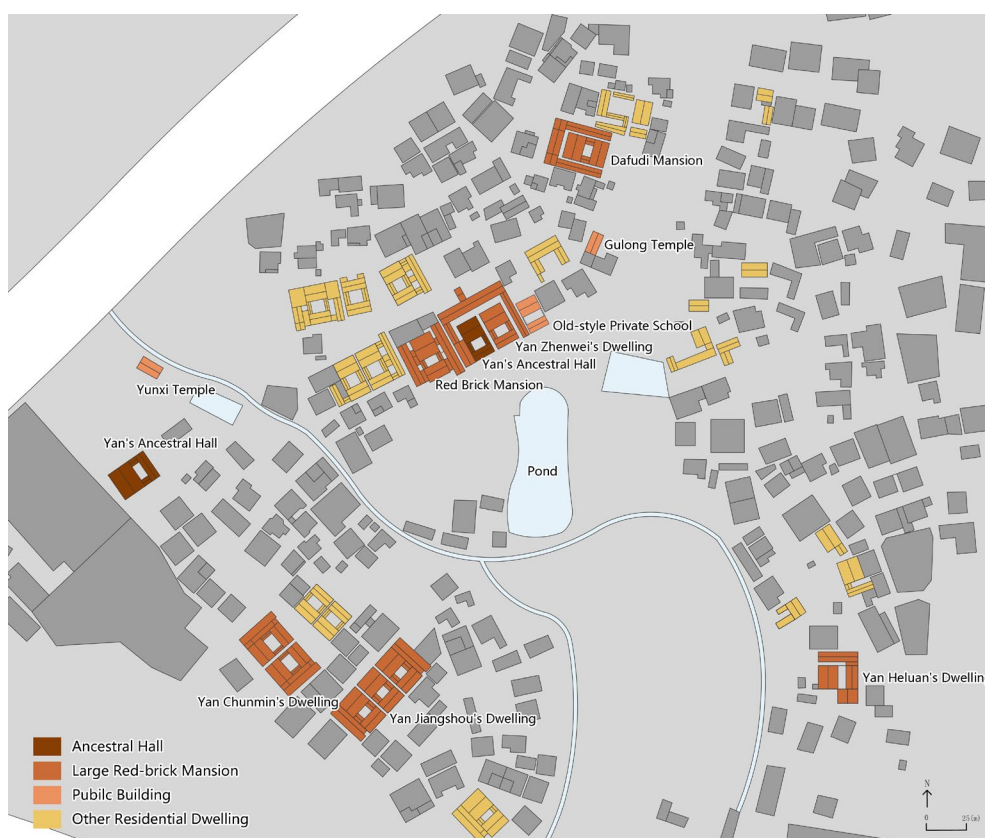 Dafudi Mansion
Gulong Temple
Old-style Private School
Yan Zhenwei's Dwelling
Yan's Ancestral Hall
Red Brick Mansion
Yunxi Temple
Yan's Ancestral Hall
Pond
Yan Heluan's Dwellin
Yan Chunmin's Dwelling
Yan Jiangshou's Dwelling
Ancestral Hall
Large Red-brick Mansion
Pubilc Building
Other Residential Dwelling
N
0 25(m)